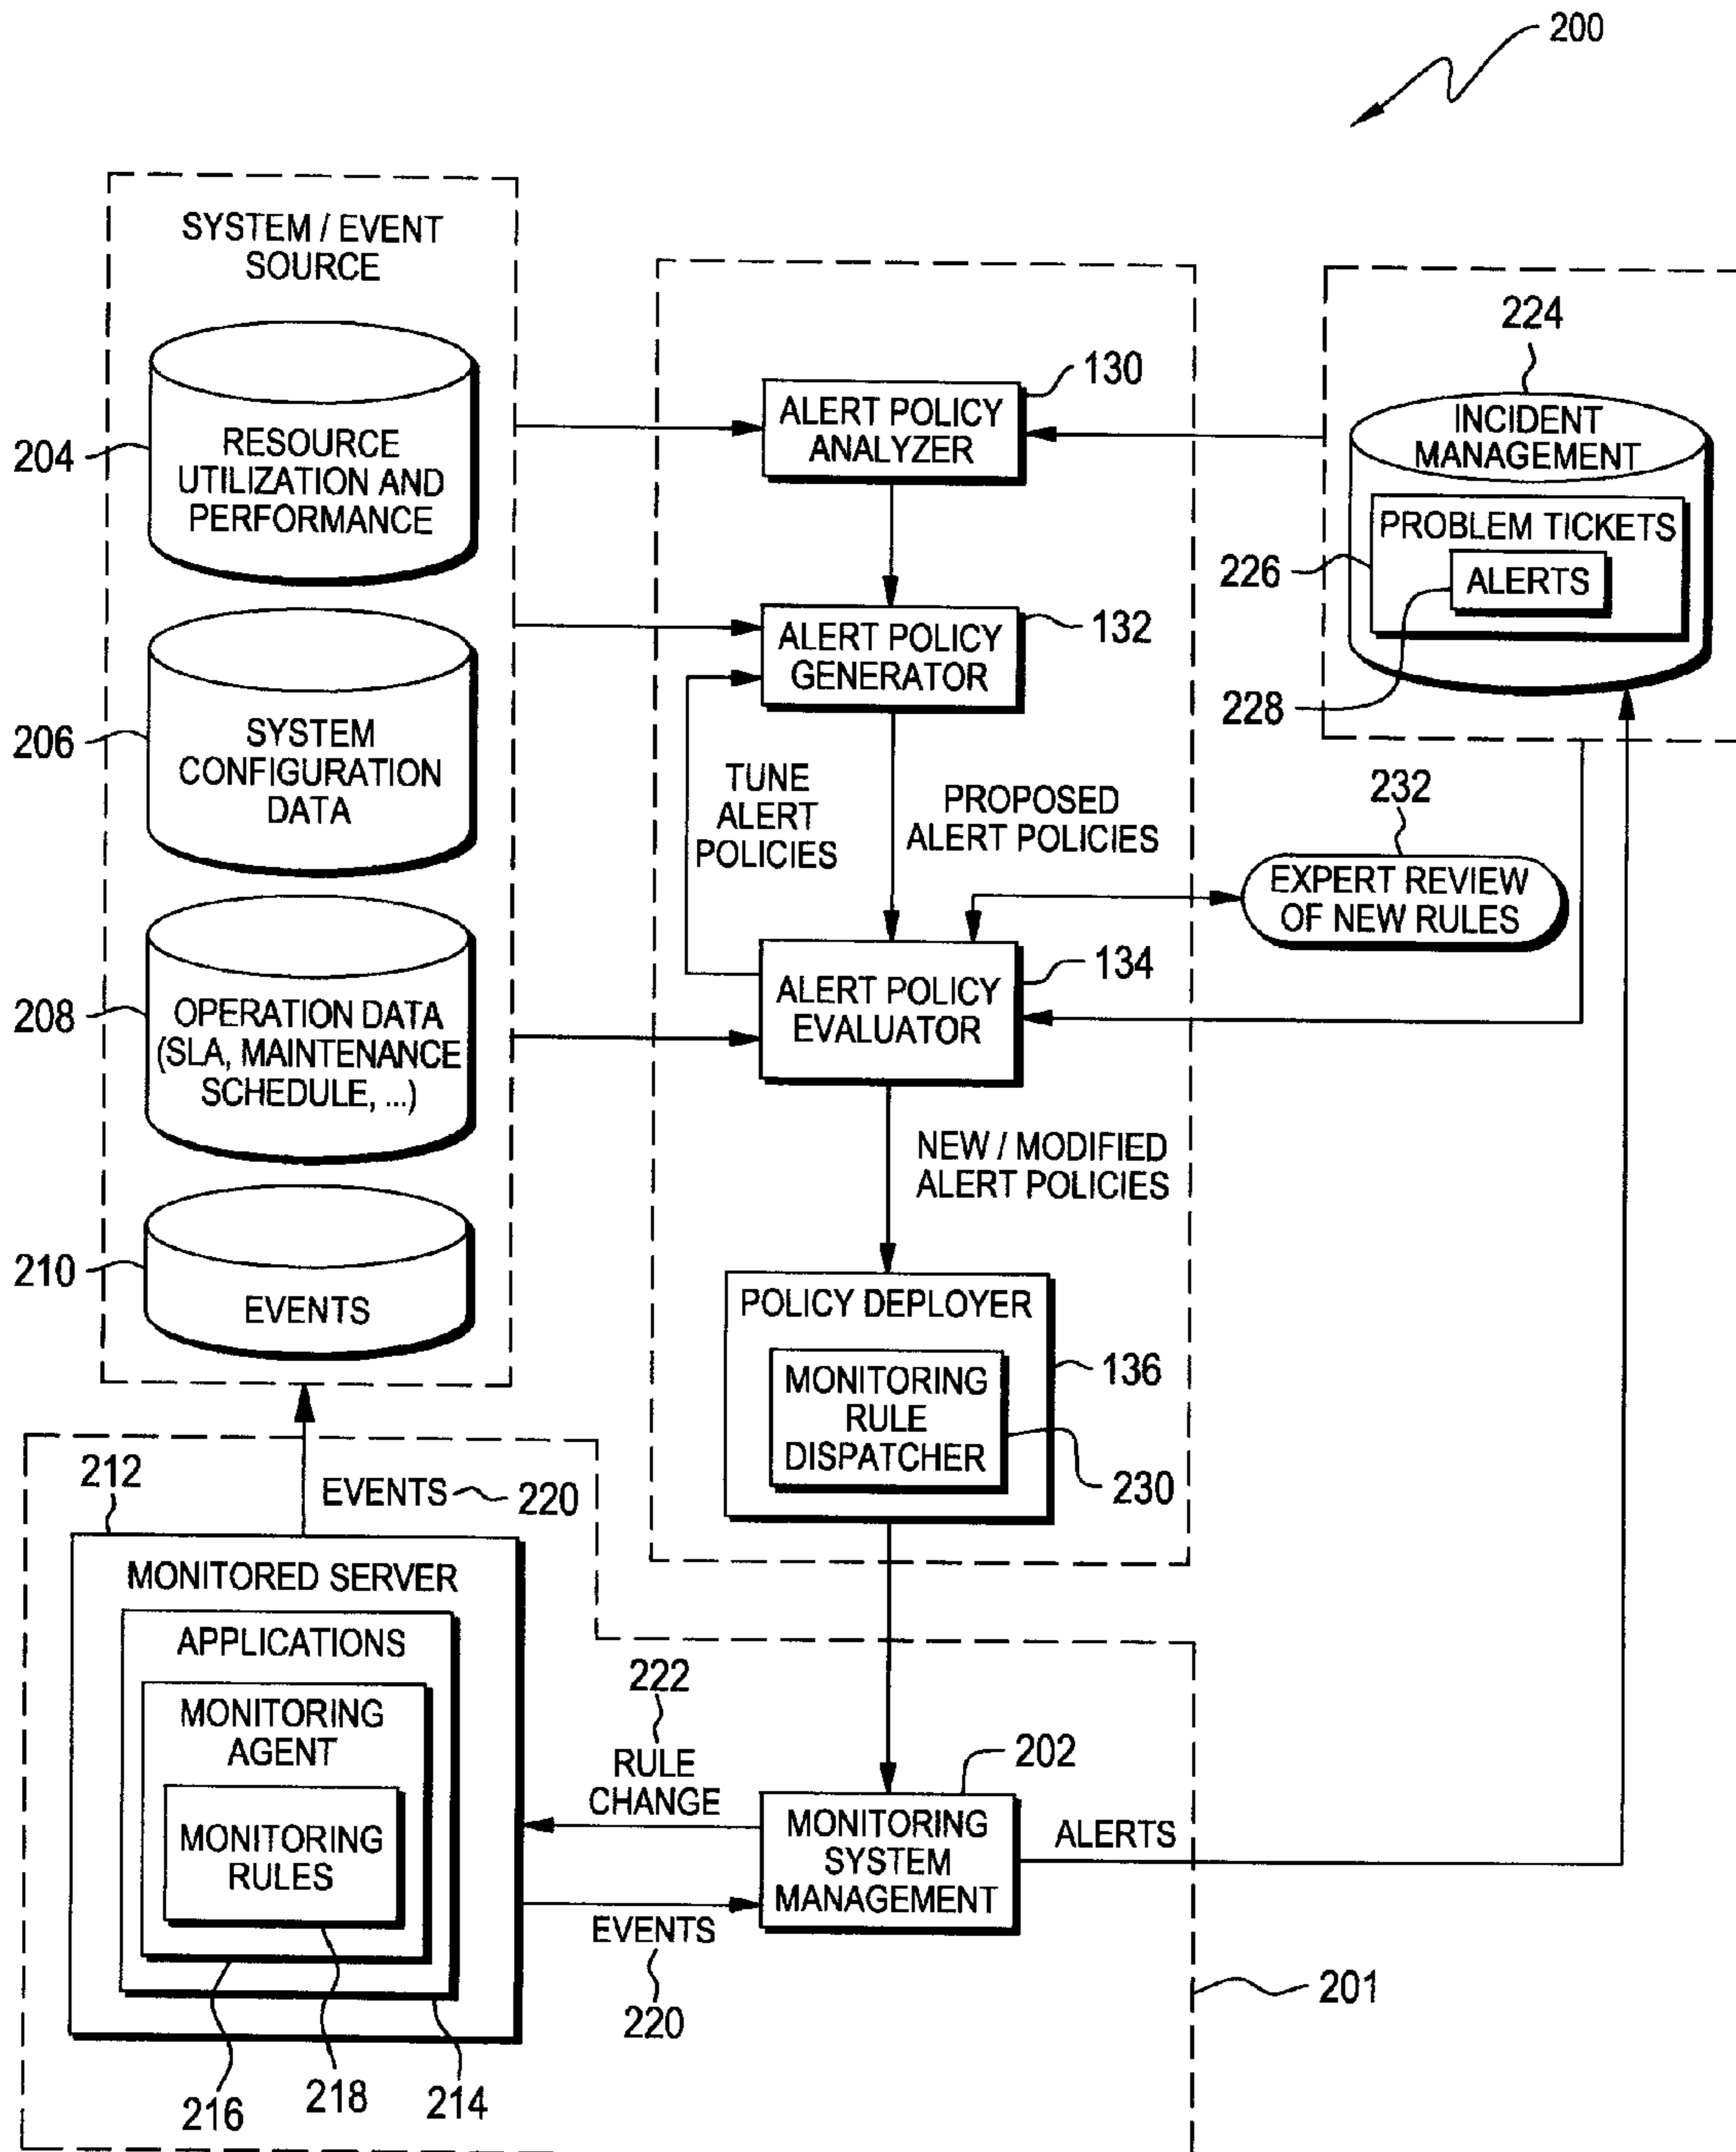 200
SYSTEM / EVENT
SOURCE
204
RESOURCE
UTILIZATION AND
PERFORMANCE
206
SYSTEM
CONFIGURATION
DATA
208
OPERATION DATA
(SLA, MAINTENANCE
SCHEDULE, ...)
210
EVENTS
130
ALERT POLICY
ANALYZER
132
ALERT POLICY
GENERATOR
TUNE
ALERT
POLICIES
PROPOSED
ALERT POLICIES
134
ALERT POLICY
EVALUATOR
NEW / MODIFIED
ALERT POLICIES
POLICY DEPLOYER
136
MONITORING
RULE
DISPATCHER
230
224
INCIDENT
MANAGEMENT
PROBLEM TICKETS
226
ALERTS
228
232
EXPERT REVIEW
OF NEW RULES
212
EVENTS
220
MONITORED SERVER
APPLICATIONS
MONITORING
AGENT
MONITORING
RULES
216
218
214
222
RULE
CHANGE
EVENTS
220
202
MONITORING
SYSTEM
MANAGEMENT
ALERTS
201